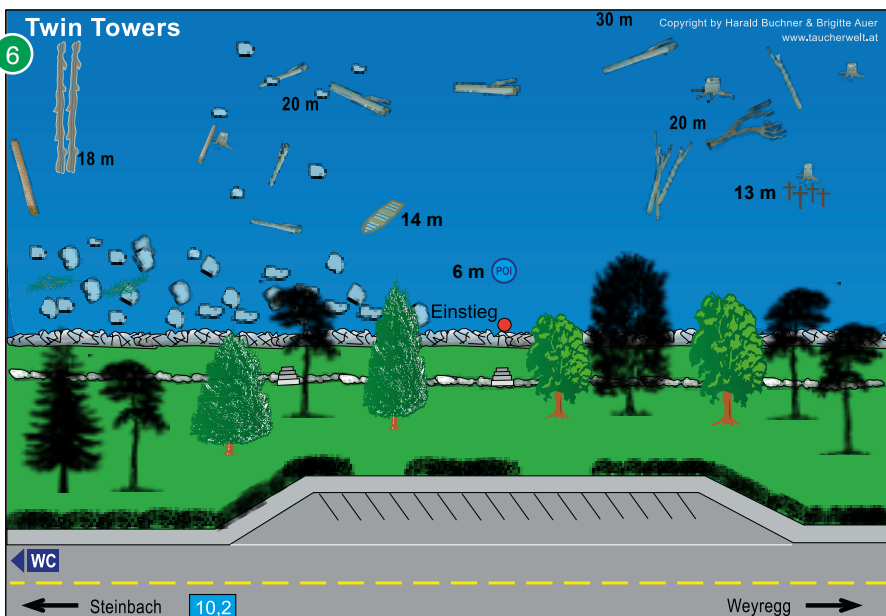 Twin Towers
6
30 m
Copyright by Harald Buchner & Brigitte Auer
www.taucherwelt.at
20 m
20 m
18 m
13 m
14 m
6 m POI
Einstieg
WC
Steinbach 10,2 Weyregg